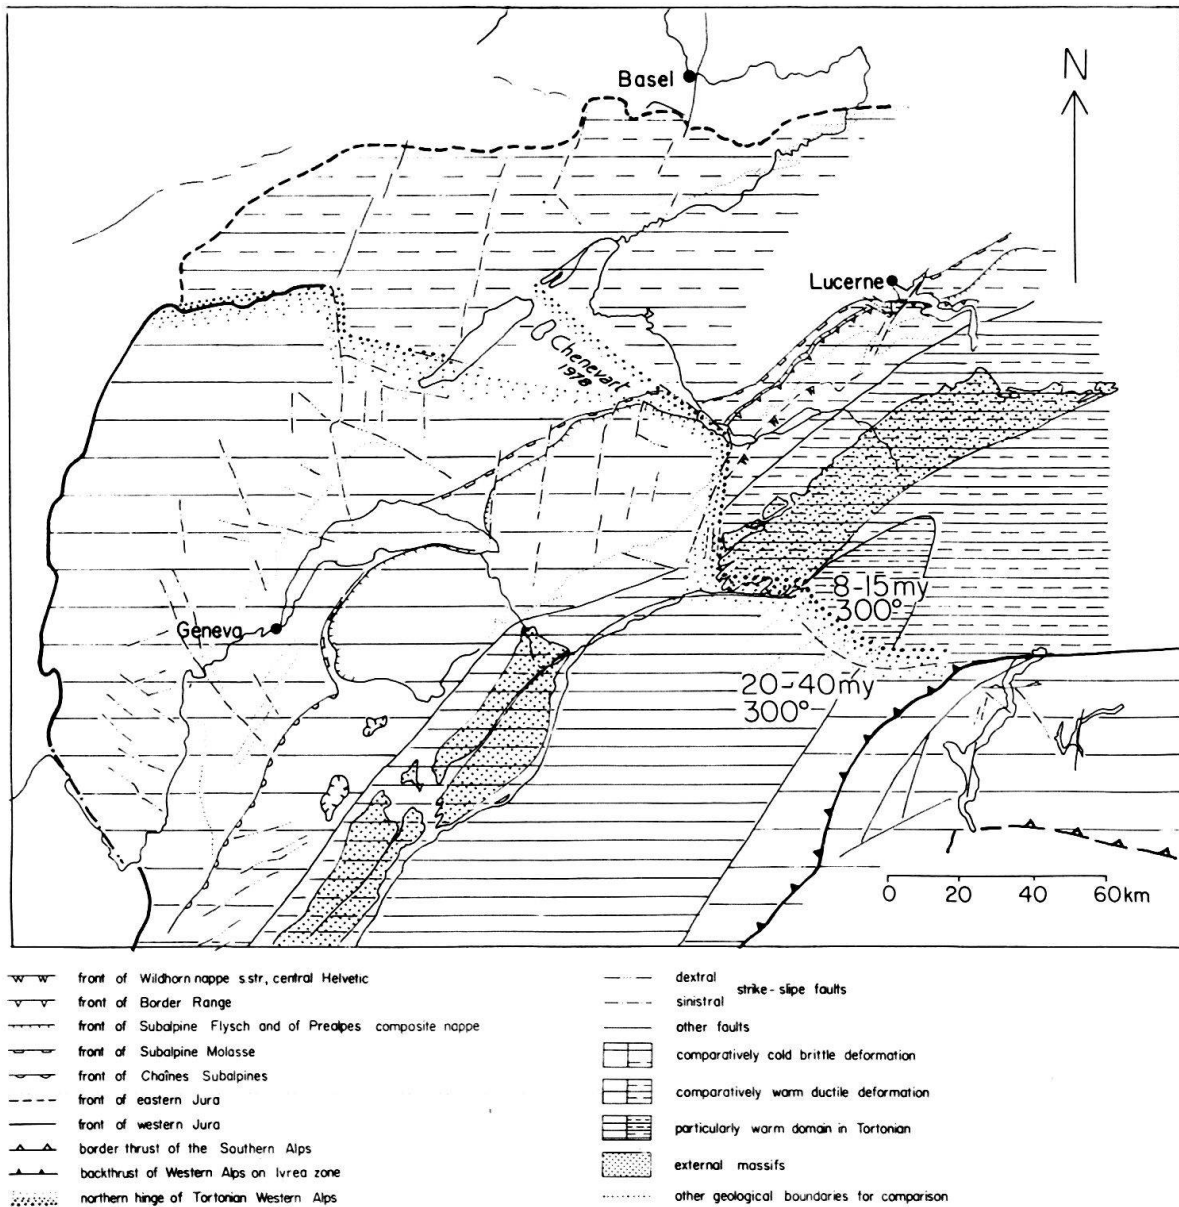 Basel
N
Lucerne
Chenevart
1978
8-15my
300°
Geneva
20-40my
300°
0 20 40 60km
front of Wildhorn nappe s.str, central Helvetic
front of Border Range
front of Subalpine Flysch and of Prealpes composite nappe
front of Subalpine Molasse
front of Chaînes Subalpines
front of eastern Jura
front of western Jura
border thrust of the Southern Alps
backthrust of Western Alps on Ivrea zone
northern hinge of Tortonian Western Alps
dextral
strike-slipe faults
sinistral
other faults
comparatively cold brittle deformation
comparatively warm ductile deformation
particularly warm domain in Tortonian
external massifs
other geological boundaries for comparison